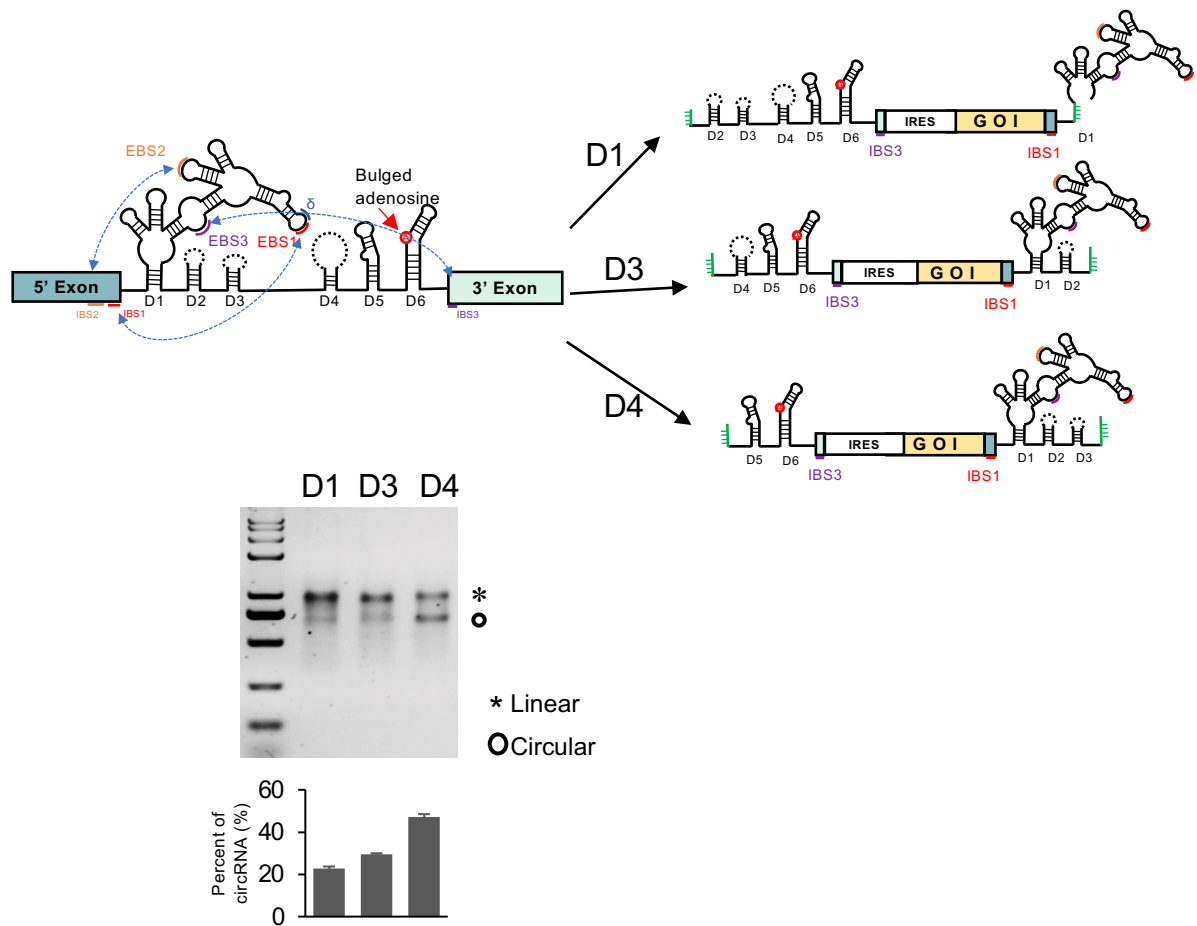 D1
D2
D3
D4
D5
D6
IRES
GOI
IBS3
IBS1
D1
EBS2
Bulged
adenosine
δ
EBS3
EBS1
A
5’ Exon
3’ Exon
D1
D2
D3
D4
D5
D6
IBS2
IBS1
IBS3
D3
D4
D5
D6
IRES
GOI
IBS3
IBS1
D1
D2
D4
D5
D6
IRES
GOI
IBS3
IBS1
D1
D2
D3
D1 D3 D4
*
* Linear
Circular
Percent of
circRNA (%)
60
40
20
0